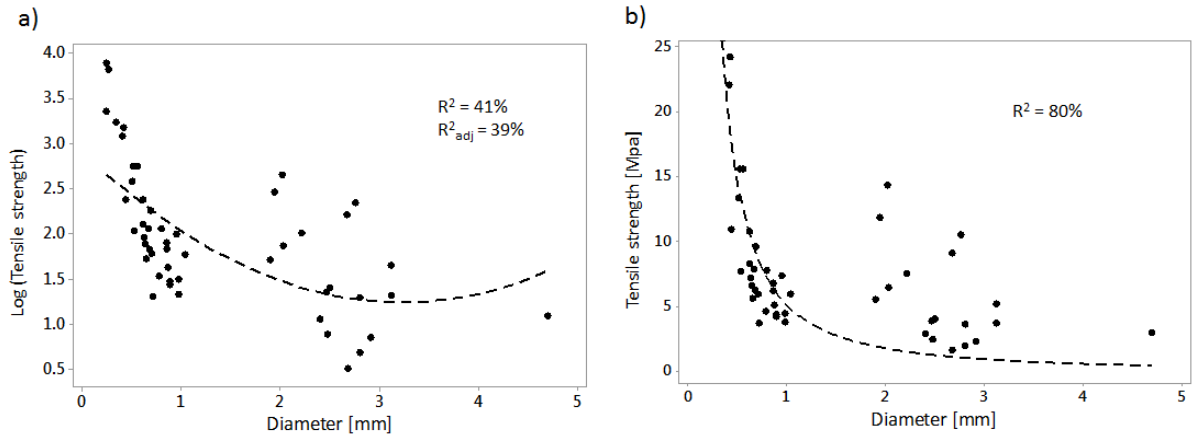 a)
4.0
3.5
3.0
2.5
2.0
1.5
1.0
0.5
Log (Tensile strength)
R² = 41%
R²adj = 39%
0 1 2 3 4 5
Diameter [mm]
b)
25
20
15
10
5
0
Tensile strength [Mpa]
R² = 80%
0 1 2 3 4 5
Diameter [mm]